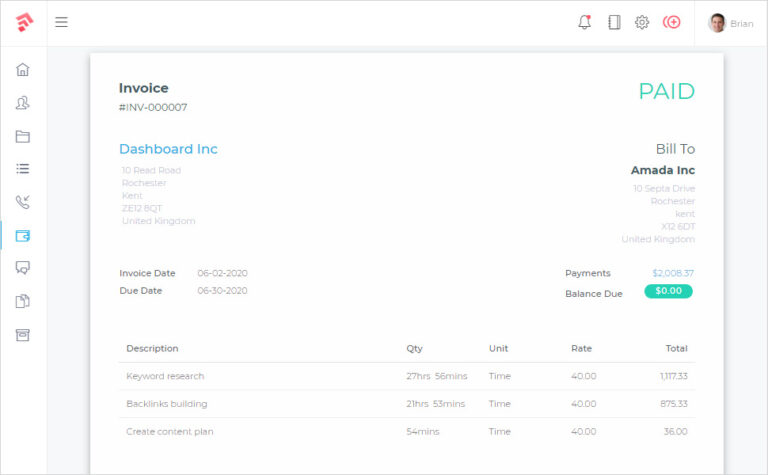 Brian
Invoice
#INV-000007
PAID
Dashboard Inc
10 Read Road
Rochester
Kent
ZE12 8QT
United Kingdom
Bill To
Amada Inc
10 Septa Drive
Rochester
kent
X12 6DT
United Kingdom
Invoice Date 06-02-2020
Due Date 06-30-2020
Payments $2,008.37
Balance Due $0.00
Description Qty Unit Rate Total
Keyword research 27hrs 56mins Time 40.00 1,117.33
Backlinks building 21hrs 53mins Time 40.00 875.33
Create content plan 54mins Time 40.00 36.00